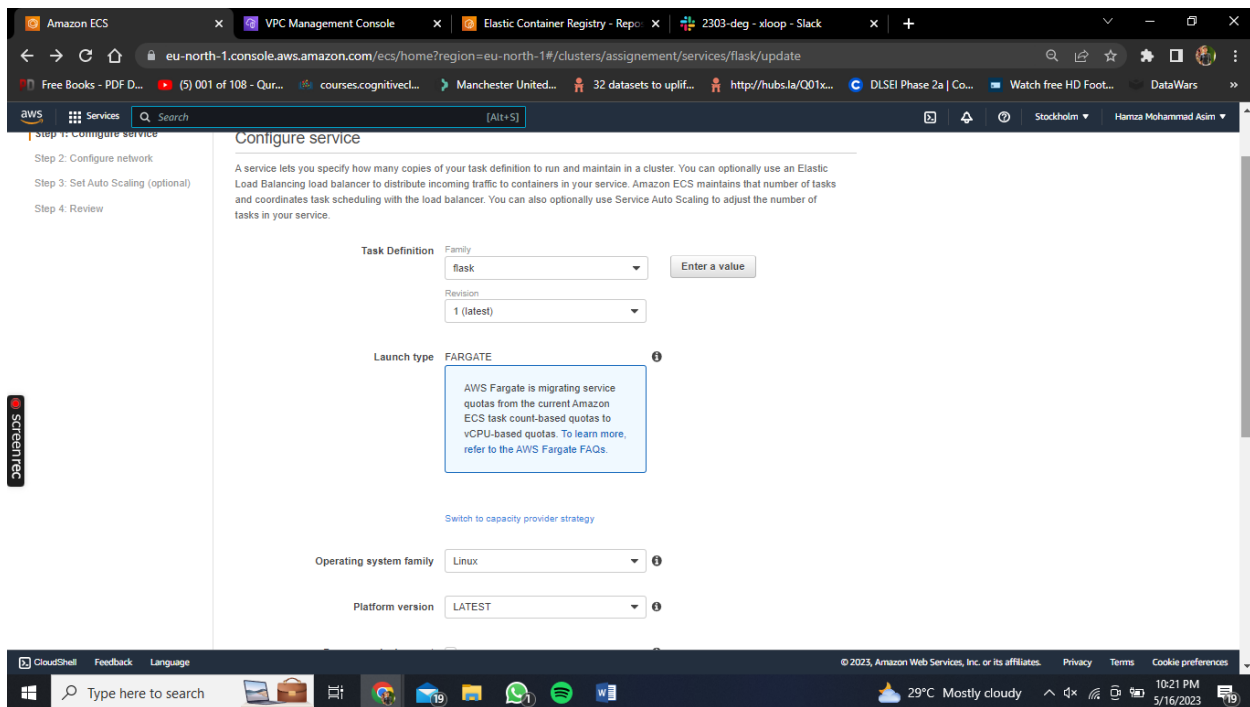 Amazon ECS
VPC Management Console
Elastic Container Registry - Repo
2303-deg - xloop - Slack
eu-north-1.console.aws.amazon.com/ecs/home?region=eu-north-1#/clusters/assignement/services/flask/update
Free Books - PDF D...
(5) 001 of 108 - Qur...
courses.cognitivecl...
Manchester United...
32 datasets to uplif...
http://hubs.la/Q01x...
DLSEI Phase 2a | Co...
Watch free HD Foot...
DataWars
»
aws
Services
Search
[Alt+S]
Stockholm
Hamza Mohammad Asim
Step 1: Configure service
Step 2: Configure network
Step 3: Set Auto Scaling (optional)
Step 4: Review
Configure service
A service lets you specify how many copies of your task definition to run and maintain in a cluster. You can optionally use an Elastic
Load Balancing load balancer to distribute incoming traffic to containers in your service. Amazon ECS maintains that number of tasks
and coordinates task scheduling with the load balancer. You can also optionally use Service Auto Scaling to adjust the number of
tasks in your service.
Task Definition
Family
flask
Enter a value
Revision
1 (latest)
Launch type
FARGATE
AWS Fargate is migrating service
quotas from the current Amazon
ECS task count-based quotas to
vCPU-based quotas. To learn more,
refer to the AWS Fargate FAQs.
Switch to capacity provider strategy
Operating system family
Linux
Platform version
LATEST
screenrec
CloudShell
Feedback
Language
© 2023, Amazon Web Services, Inc. or its affiliates.
Privacy
Terms
Cookie preferences
Type here to search
19
1
29°C Mostly cloudy
10:21 PM
5/16/2023
19